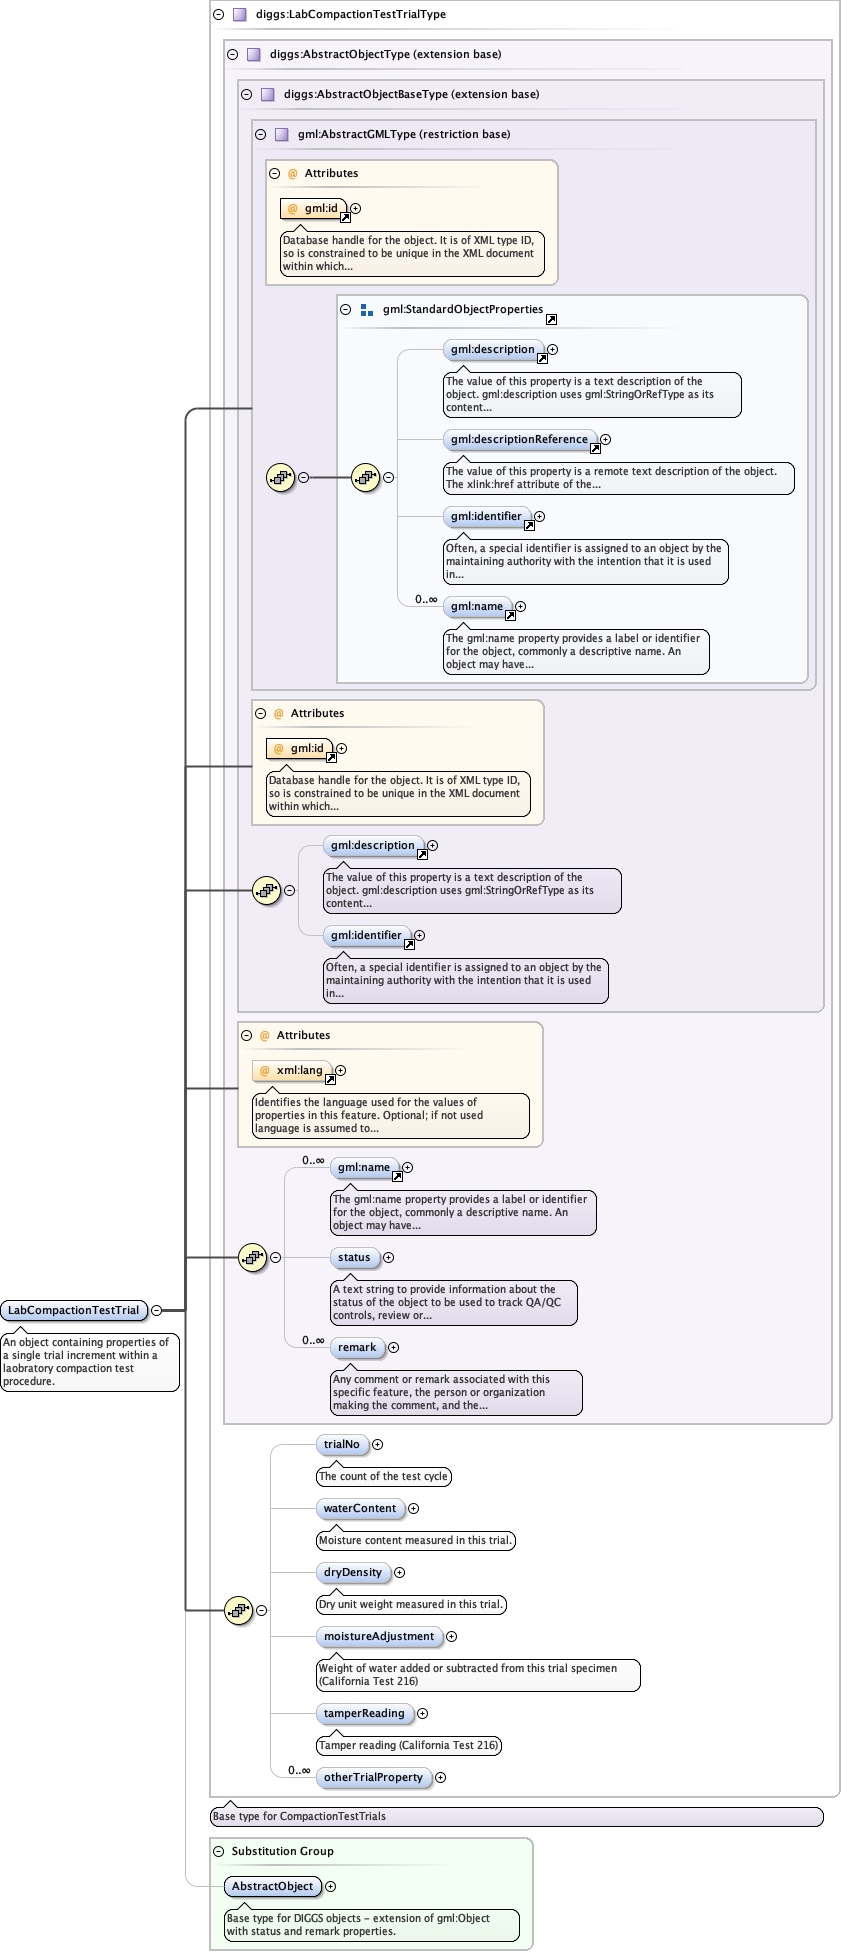 diggs:LabCompactionTestTrialType
diggs:AbstractObjectType (extension base)
diggs:AbstractObjectBaseType (extension base)
gml:AbstractGMLType (restriction base)
@ Attributes
@ gml:id
Database handle for the object. It is of XML type ID,
so is constrained to be unique in the XML document
within which...
gml:StandardObjectProperties
gml:description
The value of this property is a text description of the
object. gml:description uses gml:StringOrRefType as its
content...
gml:descriptionReference
The value of this property is a remote text description of the object.
The xlink:href attribute of the...
gml:identifier
Often, a special identifier is assigned to an object by the
maintaining authority with the intention that it is used
in...
0..∞
gml:name
The gml:name property provides a label or identifier
for the object, commonly a descriptive name. An
object may have...
@ Attributes
@ gml:id
Database handle for the object. It is of XML type ID,
so is constrained to be unique in the XML document
within which...
gml:description
The value of this property is a text description of the
object. gml:description uses gml:StringOrRefType as its
content...
gml:identifier
Often, a special identifier is assigned to an object by the
maintaining authority with the intention that it is used
in...
@ Attributes
@ xml:lang
Identifies the language used for the values of
properties in this feature. Optional; if not used
language is assumed to...
0..∞
gml:name
The gml:name property provides a label or identifier
for the object, commonly a descriptive name. An
object may have...
status
A text string to provide information about the
status of the object to be used to track QA/QC
controls, review or...
0..∞
remark
Any comment or remark associated with this
specific feature, the person or organization
making the comment, and the...
LabCompactionTestTrial
An object containing properties of
a single trial increment within a
laobratory compaction test
procedure.
trialNo
The count of the test cycle
waterContent
Moisture content measured in this trial.
dryDensity
Dry unit weight measured in this trial.
moistureAdjustment
Weight of water added or subtracted from this trial specimen
(California Test 216)
tamperReading
Tamper reading (California Test 216)
0..∞
otherTrialProperty
Base type for CompactionTestTrials
Substitution Group
AbstractObject
Base type for DIGGS objects – extension of gml:Object
with status and remark properties.